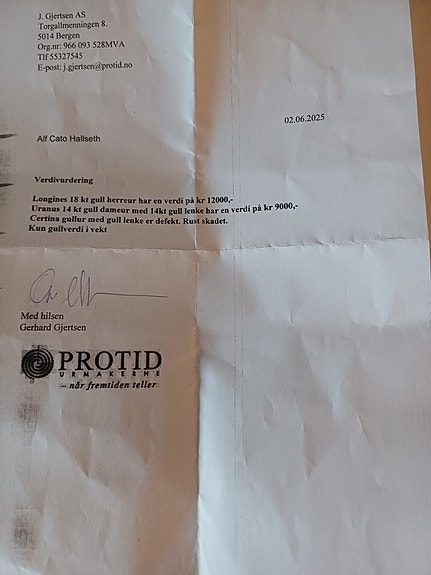 J. Gjertsen AS
Torgallmenningen 8.
5014 Bergen
Org.nr: 966 093 528MVA
Tlf 55327545
E-post: j.gjertsen@protid.no
02.06.2025
Alf Cato Hallseth
Verdivurdering
Longines 18 kt gull herreur har en verdi på kr 12000,-
Uranus 14 kt gull dameur med 14kt gull lenke har en verdi på kr 9000,-
Certina gullur med gull lenke er defekt. Rust skadet.
Kun gullverdi i vekt
Med hilsen
Gerhard Gjertsen
PROTID
URMAKERNE
– når fremtiden teller